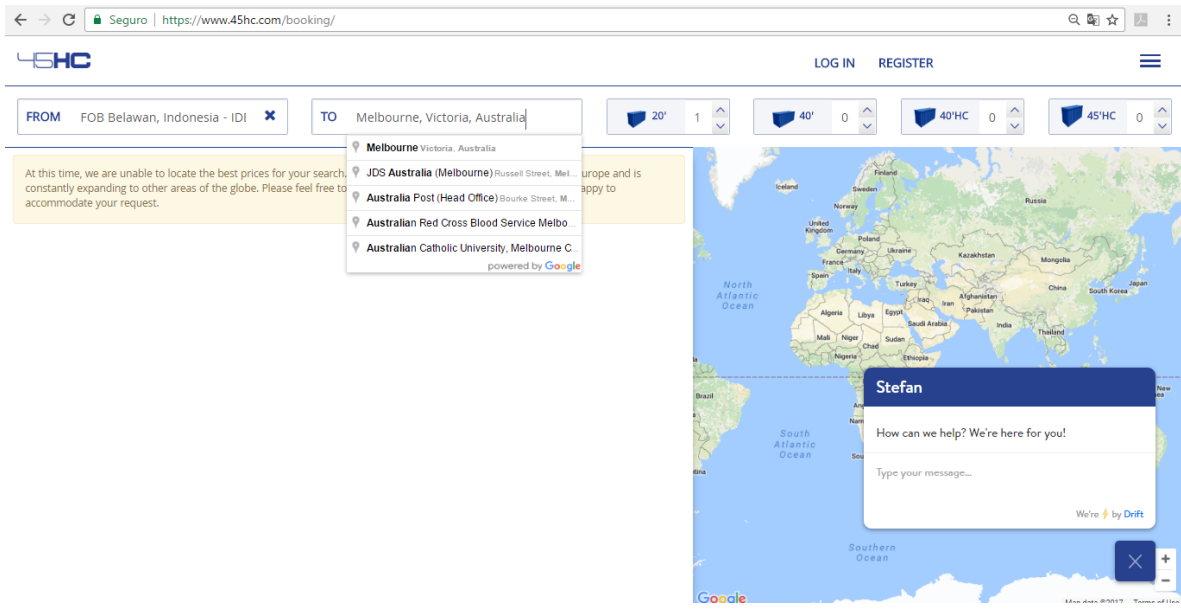 Seguro https://www.45hc.com/booking/
45HC
LOG IN REGISTER
FROM FOB Belawan, Indonesia - IDI
TO Melbourne, Victoria, Australia
20' 1
40' 0
40'HC 0
45'HC 0
At this time, we are unable to locate the best prices for your search.
urope and is
constantly expanding to other areas of the globe. Please feel free to
appy to
accommodate your request.
Melbourne Victoria, Australia
JDS Australia (Melbourne) Russell Street, Mel...
Australia Post (Head Office) Bourke Street, M...
Australian Red Cross Blood Service Melbo...
Australian Catholic University, Melbourne C...
powered by Google
Iceland
Finland
Sweden
Norway
Russia
United
Kingdom
Poland
Germany
Ukraine
Kazakhstan
Mongolia
France
Italy
Spain
Turkey
China
South Korea
Japan
North
Atlantic
Ocean
Iraq
Iran
Afghanistan
Pakistan
Algeria
Libya
Egypt
Saudi Arabia
India
Thailand
Mali
Niger
Chad
Sudan
Nigeria
Ethiopia
Brazil
South
Atlantic
Ocean
Southern
Ocean
Stefan
How can we help? We're here for you!
Type your message...
We're by Drift
Google
Map data ©2017 Terms of Use